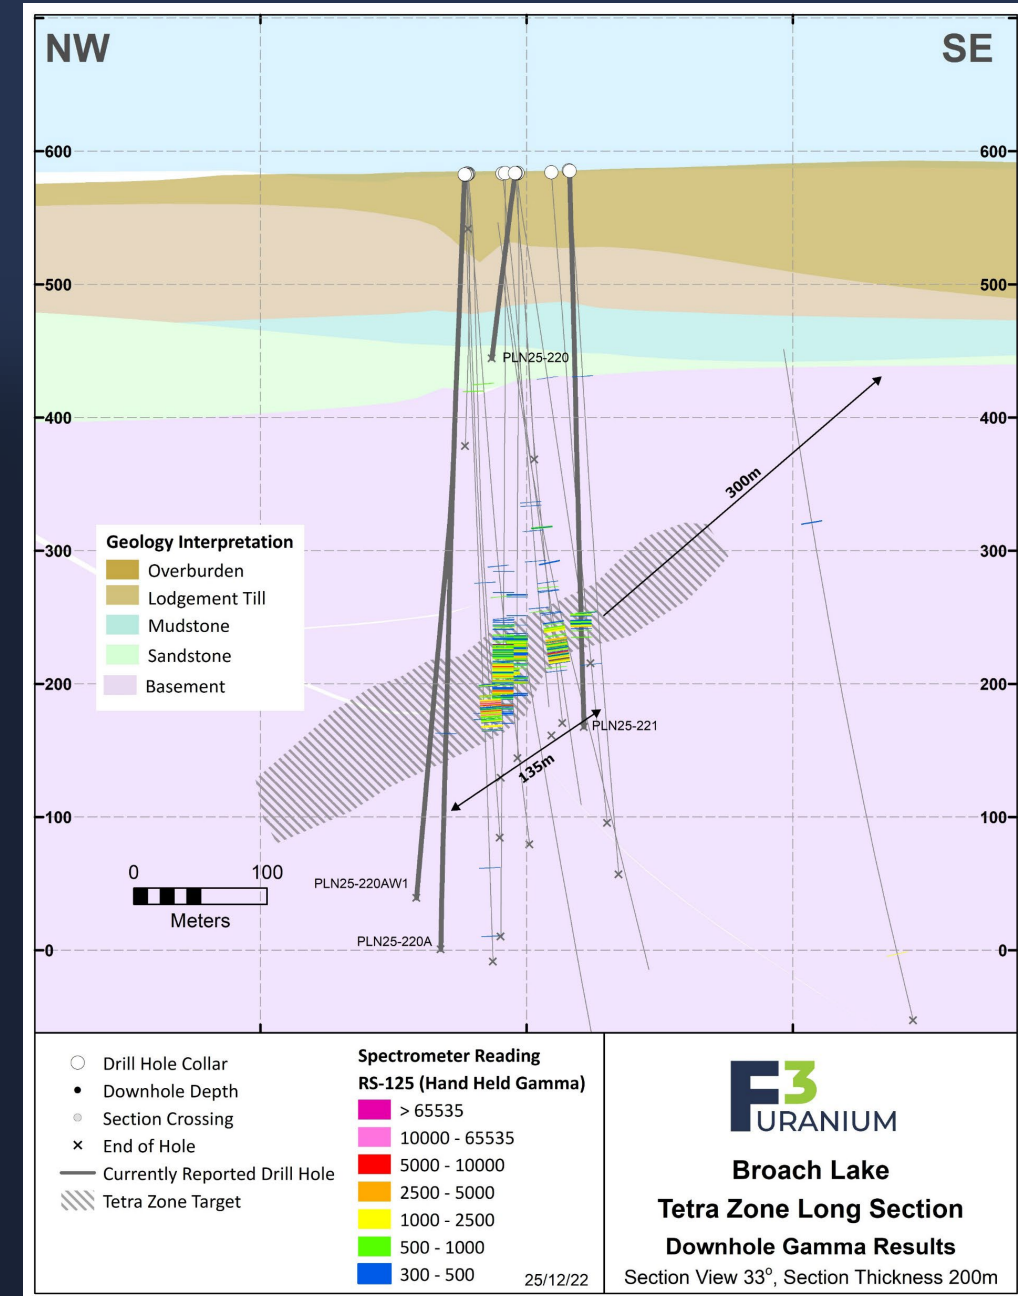 NW
SE
600
600
500
500
PLN25-220
400
400
300m
300
300
Geology Interpretation
Overburden
Lodgement Till
Mudstone
Sandstone
Basement
200
200
PLN25-221
135m
100
100
0
100
Meters
PLN25-220AW1
PLN25-220A
0
0
Drill Hole Collar
Downhole Depth
Section Crossing
End of Hole
Currently Reported Drill Hole
Tetra Zone Target
Spectrometer Reading
RS-125 (Hand Held Gamma)
> 65535
10000 - 65535
5000 - 10000
2500 - 5000
1000 - 2500
500 - 1000
300 - 500
25/12/22
F3
URANIUM
Broach Lake
Tetra Zone Long Section
Downhole Gamma Results
Section View 33°, Section Thickness 200m